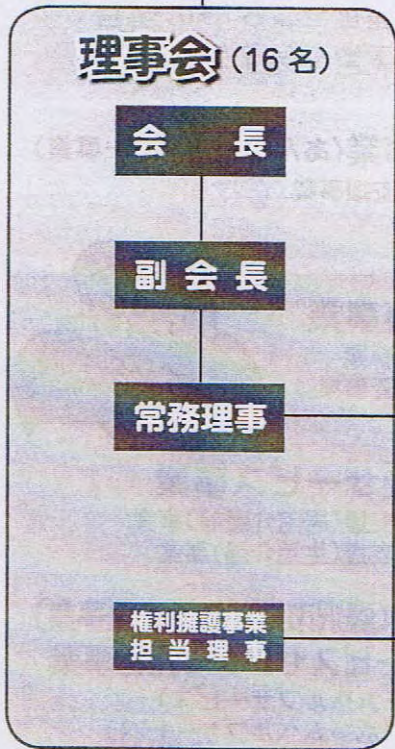 理事会（16名）
会長
副会長
常務理事
権利擁護事業
担当理事